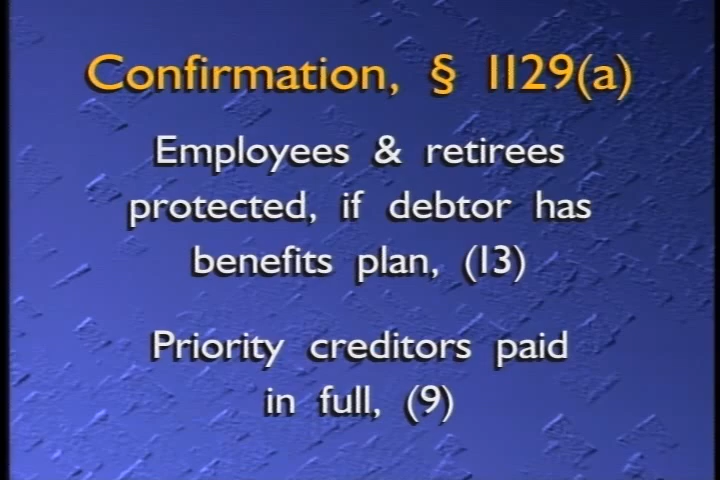 Confirmation, § 1129(a)
Employees & retirees
protected, if debtor has
benefits plan, (13)
Priority creditors paid
in full, (9)